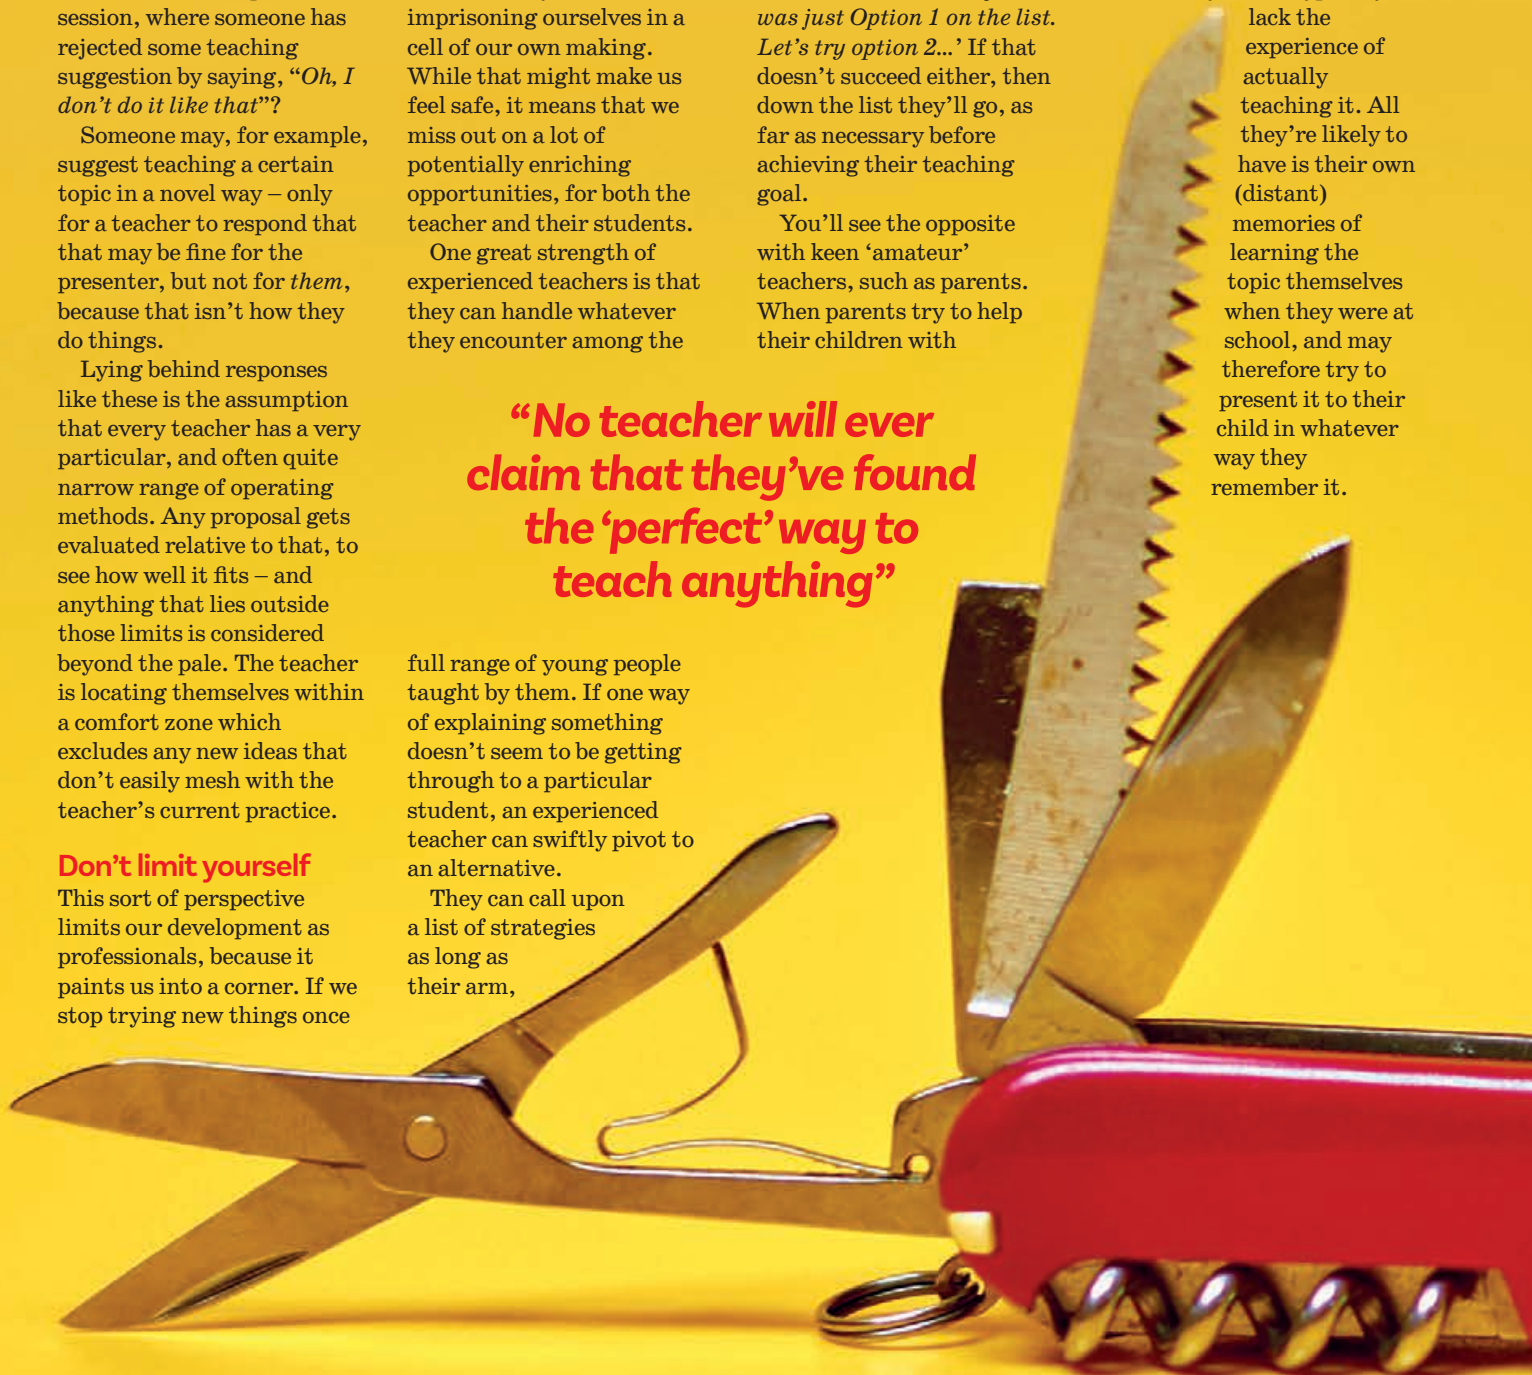 session, where someone has
rejected some teaching
suggestion by saying, “Oh, I
don’t do it like that”?
Someone may, for example,
suggest teaching a certain
topic in a novel way – only
for a teacher to respond that
that may be fine for the
presenter, but not for them,
because that isn’t how they
do things.
Lying behind responses
like these is the assumption
that every teacher has a very
particular, and often quite
narrow range of operating
methods. Any proposal gets
evaluated relative to that, to
see how well it fits – and
anything that lies outside
those limits is considered
beyond the pale. The teacher
is locating themselves within
a comfort zone which
excludes any new ideas that
don’t easily mesh with the
teacher’s current practice.
Don’t limit yourself
This sort of perspective
limits our development as
professionals, because it
paints us into a corner. If we
stop trying new things once
imprisoning ourselves in a
cell of our own making.
While that might make us
feel safe, it means that we
miss out on a lot of
potentially enriching
opportunities, for both the
teacher and their students.
One great strength of
experienced teachers is that
they can handle whatever
they encounter among the
“No teacher will ever
claim that they’ve found
the ‘perfect’ way to
teach anything”
full range of young people
taught by them. If one way
of explaining something
doesn’t seem to be getting
through to a particular
student, an experienced
teacher can swiftly pivot to
an alternative.
They can call upon
a list of strategies
as long as
their arm,
was just Option 1 on the list.
Let’s try option 2...’ If that
doesn’t succeed either, then
down the list they’ll go, as
far as necessary before
achieving their teaching
goal.
You’ll see the opposite
with keen ‘amateur’
teachers, such as parents.
When parents try to help
their children with
lack the
experience of
actually
teaching it. All
they’re likely to
have is their own
(distant)
memories of
learning the
topic themselves
when they were at
school, and may
therefore try to
present it to their
child in whatever
way they
remember it.